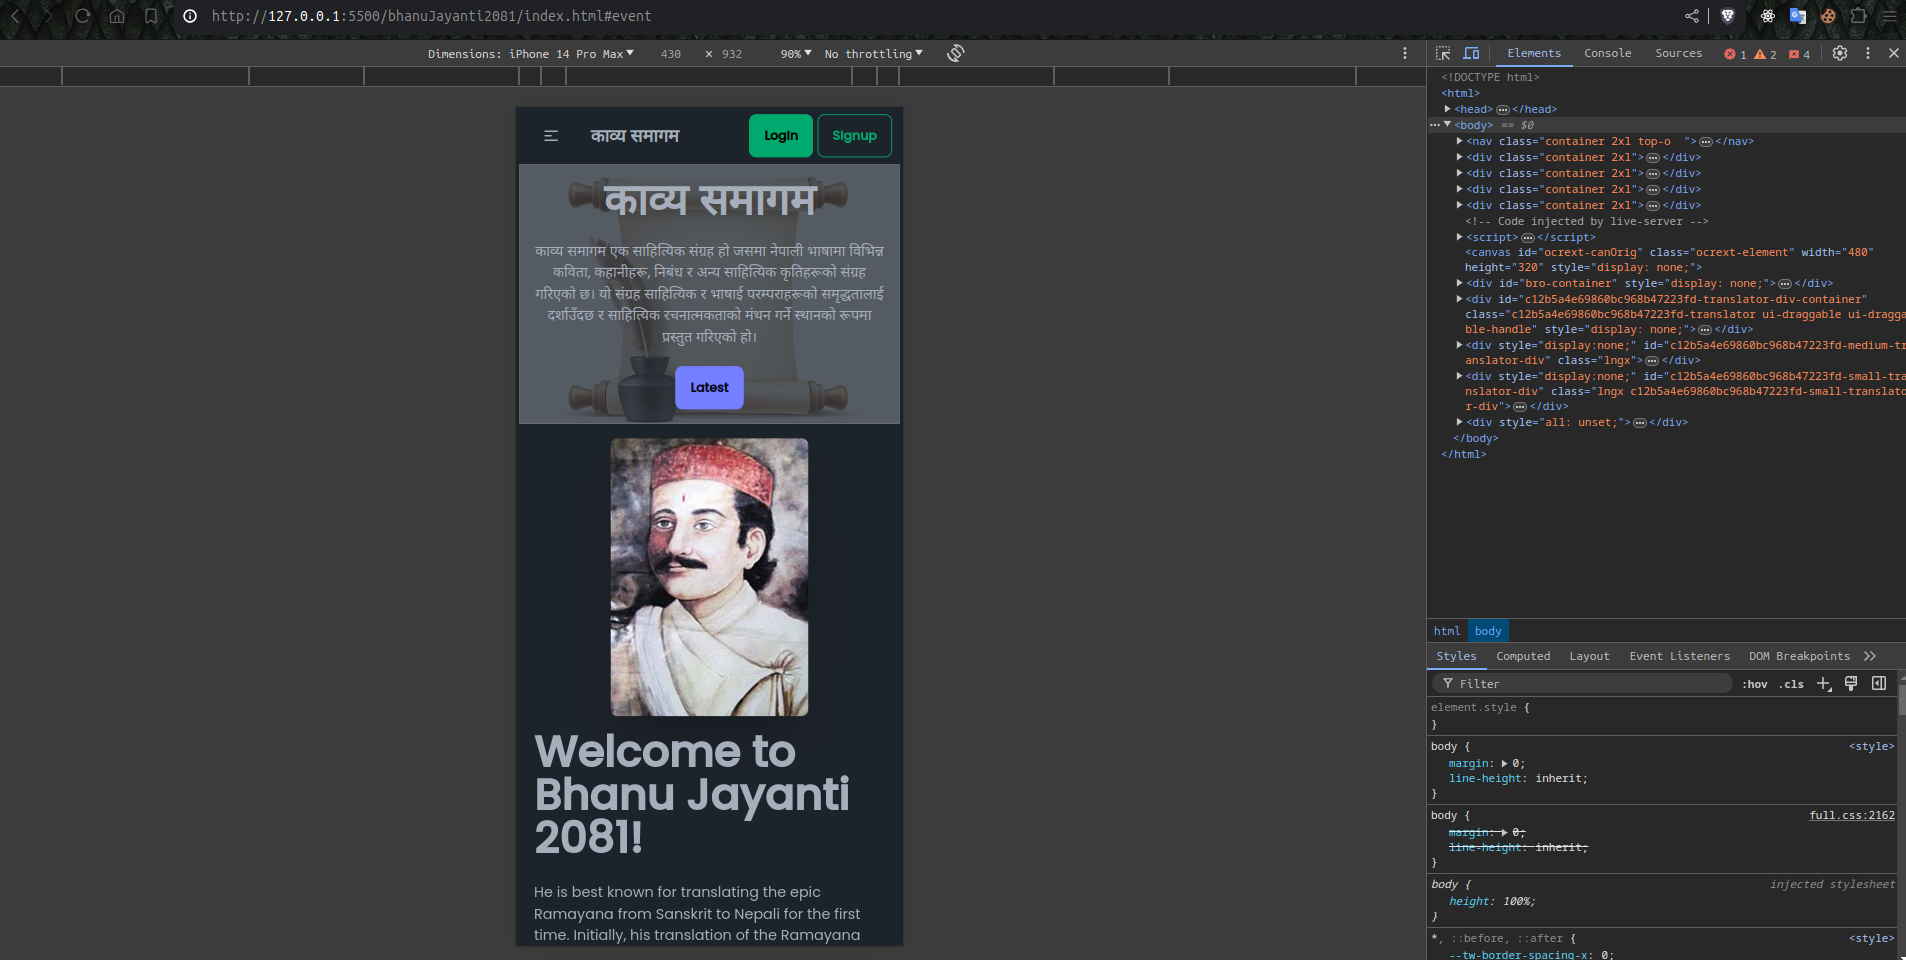 http://127.0.0.1:5500/bhanuJayanti2081/index.html#event
Dimensions: iPhone 14 Pro Max 430 × 932 90% No throttling
काव्य समागम Login Signup
काव्य समागम
काव्य समागम एक साहित्यिक संग्रह हो जसमा नेपाली भाषामा विभिन्न
कविता, कहानीहरू, निबंध र अन्य साहित्यिक कृतिहरूको संग्रह
गरिएको छ। यो संग्रह साहित्यिक र भाषाई परम्पराहरूको समृद्धतालाई
दर्शाउँदछ र साहित्यिक रचनात्मकताको मंथन गर्ने स्थानको रूपमा
प्रस्तुत गरिएको हो।
Latest
Welcome to
Bhanu Jayanti
2081!
He is best known for translating the epic
Ramayana from Sanskrit to Nepali for the first
time. Initially, his translation of the Ramayana
Elements Console Sources 1 2 4
<!DOCTYPE html>
<html>
<head> </head>
<body> == $0
<nav class="container 2xl top-o  "> </nav>
<div class="container 2xl"> </div>
<div class="container 2xl"> </div>
<div class="container 2xl"> </div>
<div class="container 2xl"> </div>
<!-- Code injected by live-server -->
<script> </script>
<canvas id="ocrext-canOrig" class="ocrext-element" width="480"
height="320" style="display: none;">
<div id="bro-container" style="display: none;"> </div>
<div id="c12b5a4e69860bc968b47223fd-translator-div-container"
class="c12b5a4e69860bc968b47223fd-translator ui-draggable ui-dragga
ble-handle" style="display: none;"> </div>
<div style="display:none;" id="c12b5a4e69860bc968b47223fd-medium-tr
anslator-div" class="lngx"> </div>
<div style="display:none;" id="c12b5a4e69860bc968b47223fd-small-tra
nslator-div" class="lngx c12b5a4e69860bc968b47223fd-small-translato
r-div"> </div>
<div style="all: unset;"> </div>
</body>
</html>
html body
Styles Computed Layout Event Listeners DOM Breakpoints
Filter :hov .cls
element.style {
}
body { <style>
margin: 0;
line-height: inherit;
}
body { full.css:2162
margin: 0;
line-height: inherit;
}
body { injected stylesheet
height: 100%;
}
*, ::before, ::after { <style>
--tw-border-spacing-x: 0;